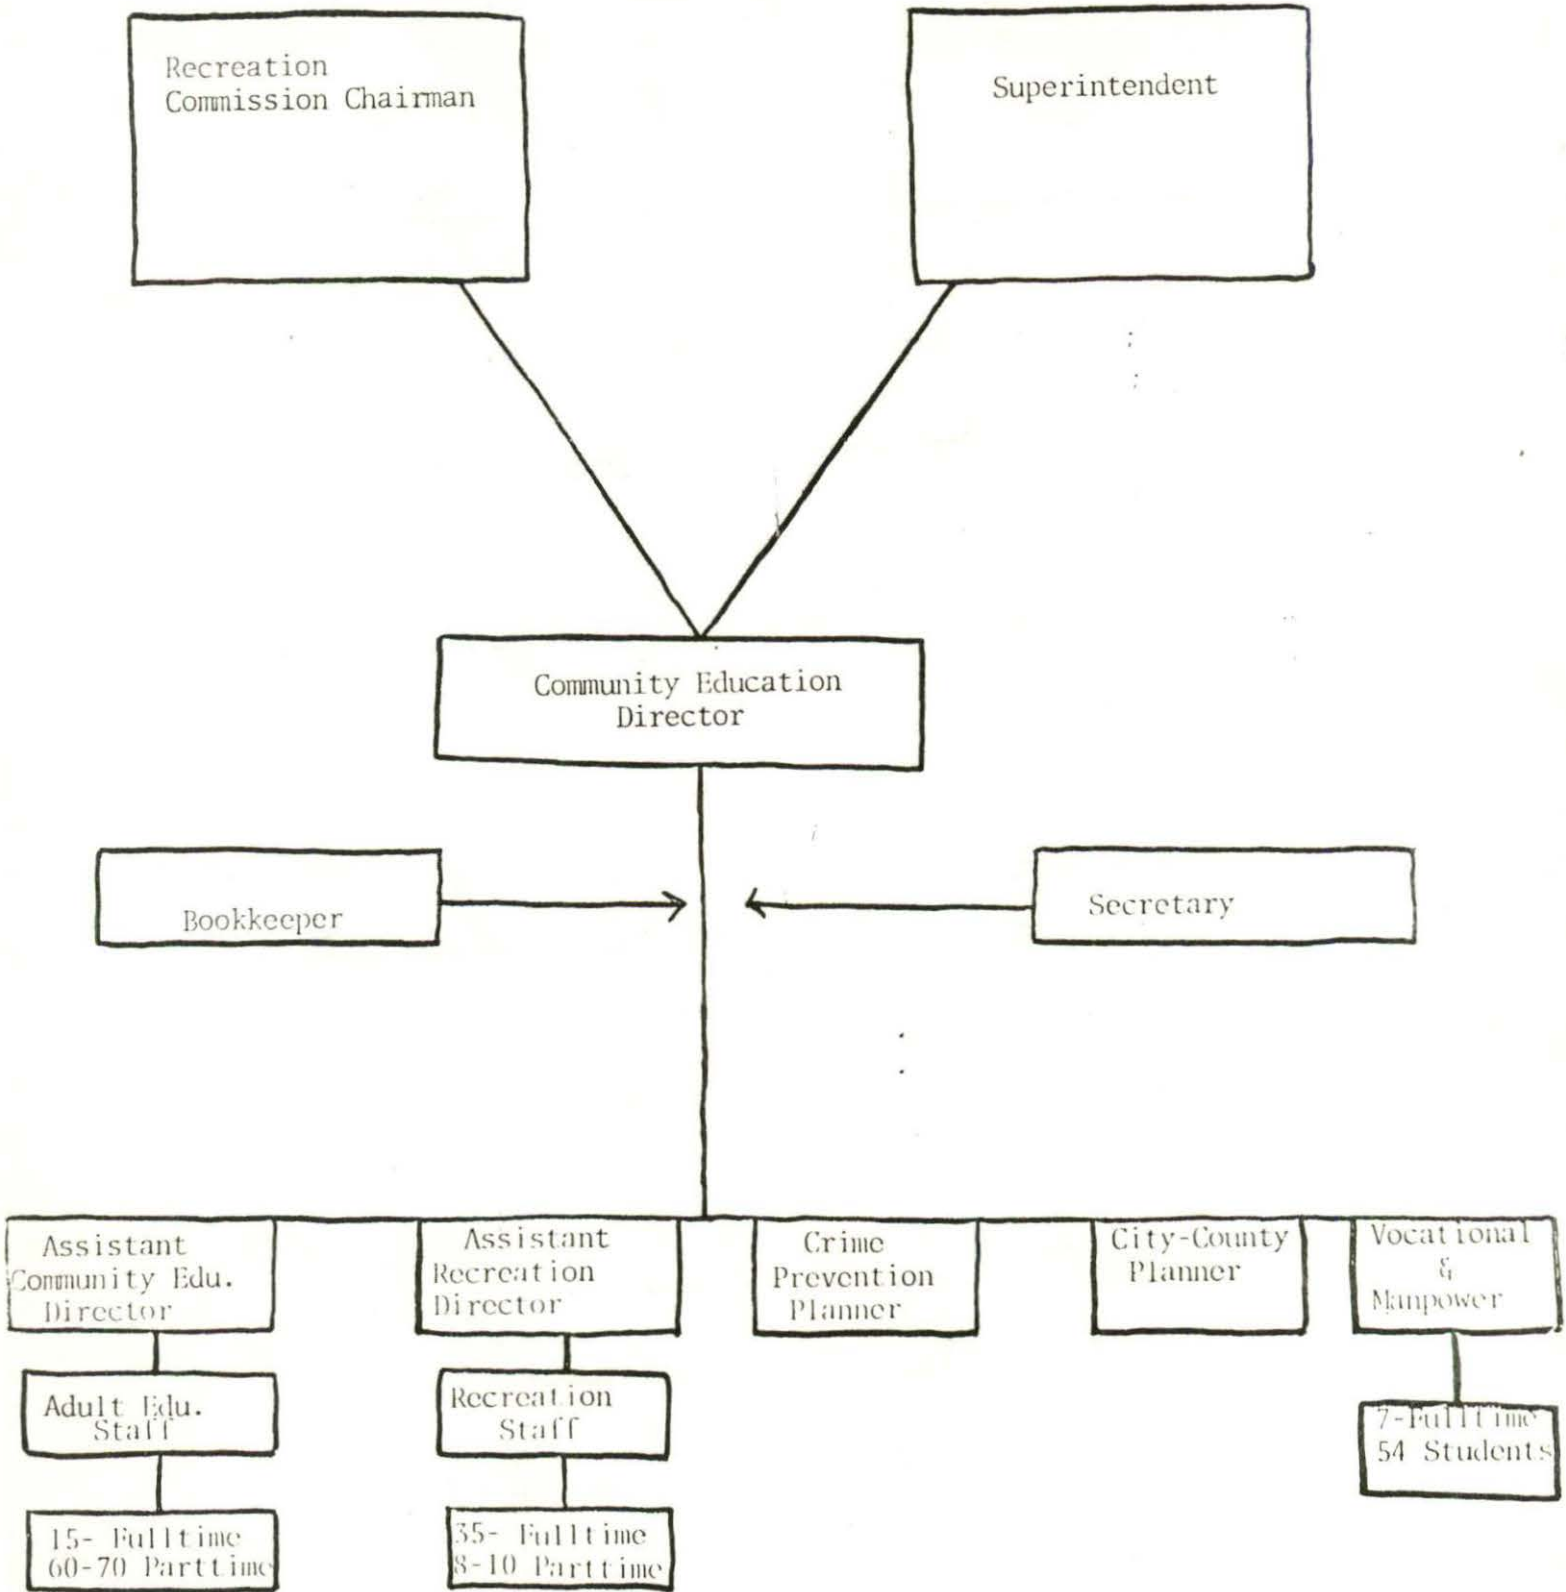 Recreation
Commission Chairman
Superintendent
Community Education
Director
Bookkeeper
Secretary
Assistant
Community Edu.
Director
Assistant
Recreation
Director
Crime
Prevention
Planner
City-County
Planner
Vocational
&
Manpower
Adult Edu.
Staff
Recreation
Staff
7-Fulltime
54 Students
15- Fulltime
60-70 Parttime
35- Fulltime
8-10 Parttime